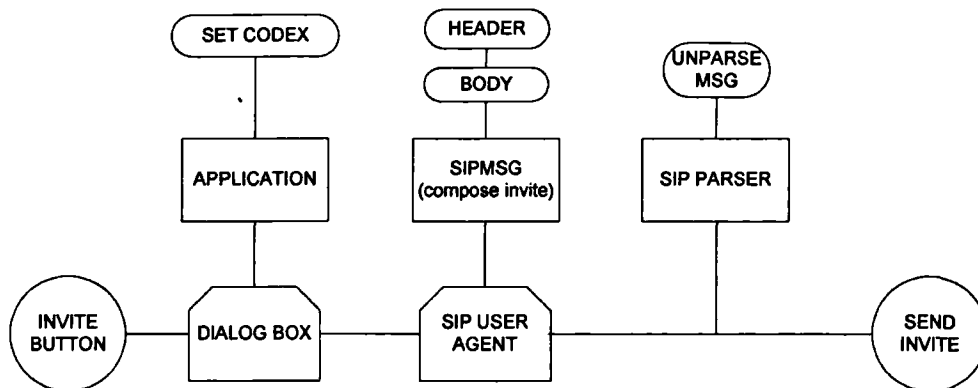 SET CODEX
HEADER
BODY
UNPARSE
MSG
APPLICATION
SIPMSG
(compose invite)
SIP PARSER
INVITE
BUTTON
DIALOG BOX
SIP USER
AGENT
SEND
INVITE